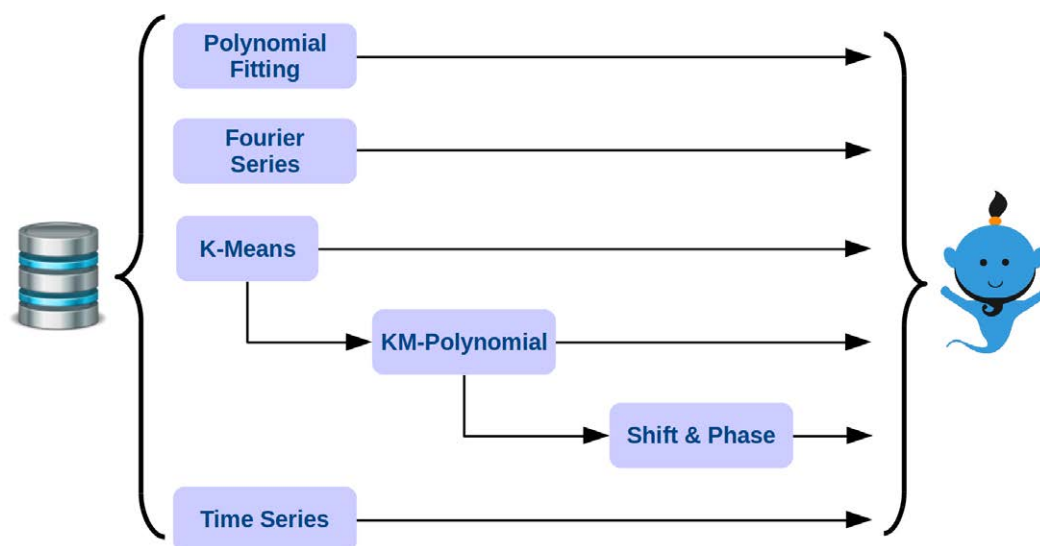 Polynomial
Fitting
Fourier
Series
K-Means
KM-Polynomial
Shift & Phase
Time Series